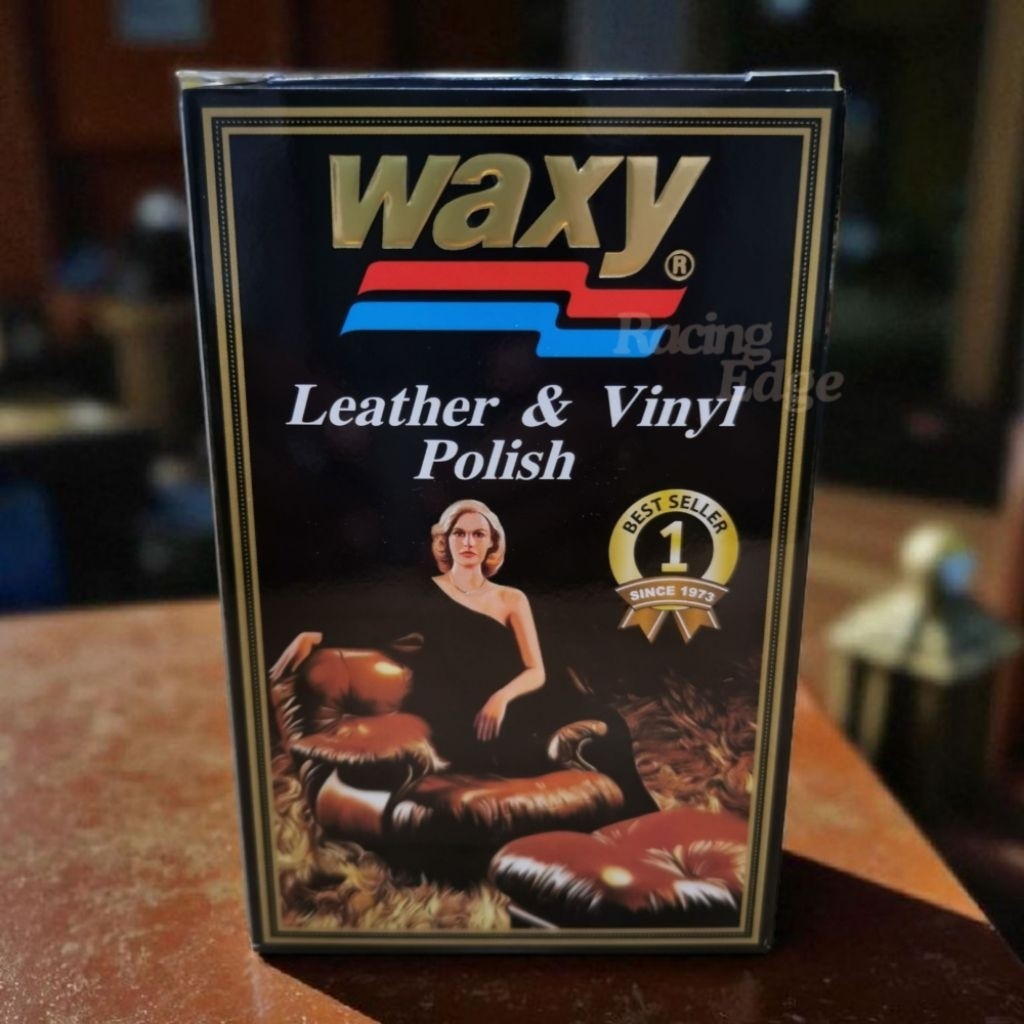 waxy®
Racing
Edge
Leather & Vinyl
Polish
BEST SELLER
1
SINCE 1973